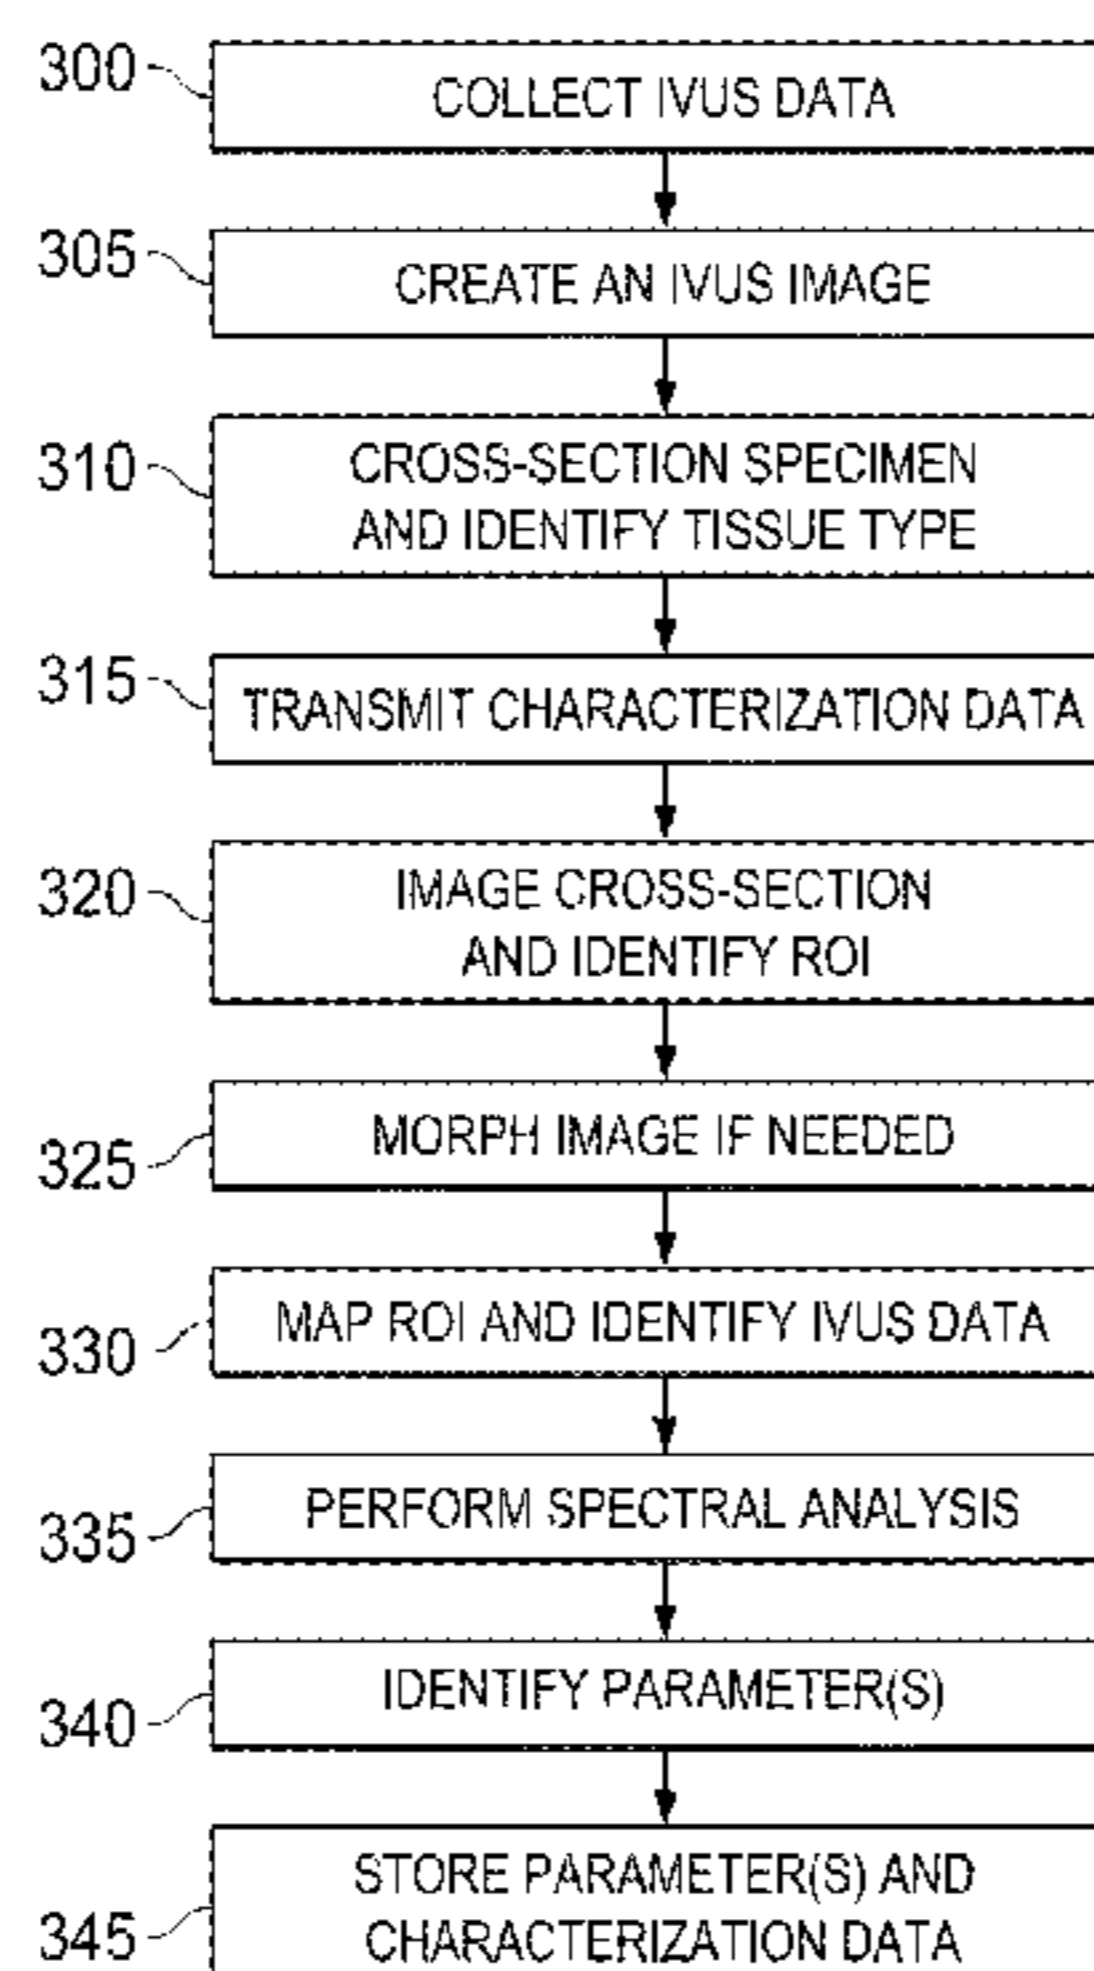 300
COLLECT IVUS DATA
305
CREATE AN IVUS IMAGE
310
CROSS-SECTION SPECIMEN
AND IDENTIFY TISSUE TYPE
315
TRANSMIT CHARACTERIZATION DATA
320
IMAGE CROSS-SECTION
AND IDENTIFY ROI
325
MORPH IMAGE IF NEEDED
330
MAP ROI AND IDENTIFY IVUS DATA
335
PERFORM SPECTRAL ANALYSIS
340
IDENTIFY PARAMETER(S)
345
STORE PARAMETER(S) AND
CHARACTERIZATION DATA